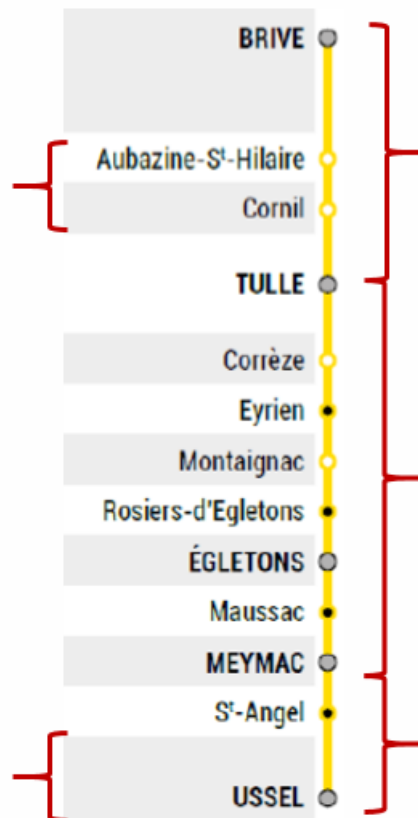 BRIVE
Aubazine-Sᵗ-Hilaire
Cornil
TULLE
Corrèze
Eyrien
Montaignac
Rosiers-d'Egletons
ÉGLETONS
Maussac
MEYMAC
Sᵗ-Angel
USSEL